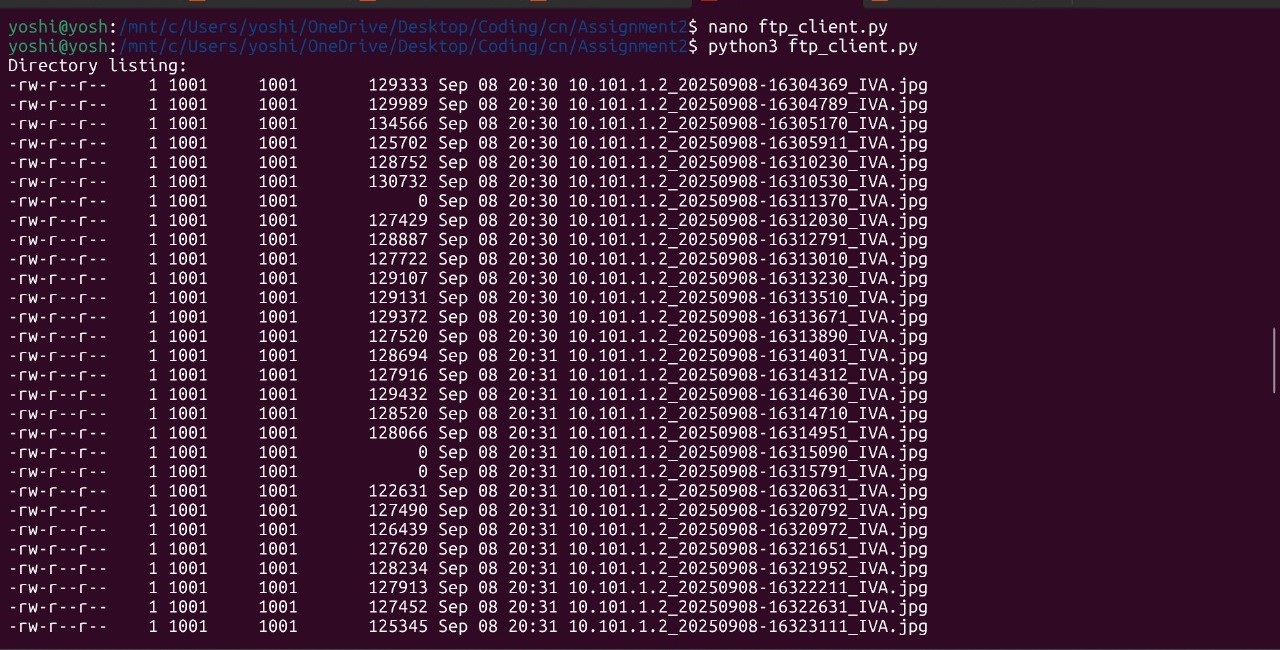 yoshi@yosh:/mnt/c/Users/yoshi/OneDrive/Desktop/Coding/cn/Assignment2$ nano ftp_client.py
yoshi@yosh:/mnt/c/Users/yoshi/OneDrive/Desktop/Coding/cn/Assignment2$ python3 ftp_client.py
Directory listing:
-rw-r--r--    1 1001     1001       129333 Sep 08 20:30 10.101.1.2_20250908-16304369_IVA.jpg
-rw-r--r--    1 1001     1001       129989 Sep 08 20:30 10.101.1.2_20250908-16304789_IVA.jpg
-rw-r--r--    1 1001     1001       134566 Sep 08 20:30 10.101.1.2_20250908-16305170_IVA.jpg
-rw-r--r--    1 1001     1001       125702 Sep 08 20:30 10.101.1.2_20250908-16305911_IVA.jpg
-rw-r--r--    1 1001     1001       128752 Sep 08 20:30 10.101.1.2_20250908-16310230_IVA.jpg
-rw-r--r--    1 1001     1001       130732 Sep 08 20:30 10.101.1.2_20250908-16310530_IVA.jpg
-rw-r--r--    1 1001     1001            0 Sep 08 20:30 10.101.1.2_20250908-16311370_IVA.jpg
-rw-r--r--    1 1001     1001       127429 Sep 08 20:30 10.101.1.2_20250908-16312030_IVA.jpg
-rw-r--r--    1 1001     1001       128887 Sep 08 20:30 10.101.1.2_20250908-16312791_IVA.jpg
-rw-r--r--    1 1001     1001       127722 Sep 08 20:30 10.101.1.2_20250908-16313010_IVA.jpg
-rw-r--r--    1 1001     1001       129107 Sep 08 20:30 10.101.1.2_20250908-16313230_IVA.jpg
-rw-r--r--    1 1001     1001       129131 Sep 08 20:30 10.101.1.2_20250908-16313510_IVA.jpg
-rw-r--r--    1 1001     1001       129372 Sep 08 20:30 10.101.1.2_20250908-16313671_IVA.jpg
-rw-r--r--    1 1001     1001       127520 Sep 08 20:30 10.101.1.2_20250908-16313890_IVA.jpg
-rw-r--r--    1 1001     1001       128694 Sep 08 20:31 10.101.1.2_20250908-16314031_IVA.jpg
-rw-r--r--    1 1001     1001       127916 Sep 08 20:31 10.101.1.2_20250908-16314312_IVA.jpg
-rw-r--r--    1 1001     1001       129432 Sep 08 20:31 10.101.1.2_20250908-16314630_IVA.jpg
-rw-r--r--    1 1001     1001       128520 Sep 08 20:31 10.101.1.2_20250908-16314710_IVA.jpg
-rw-r--r--    1 1001     1001       128066 Sep 08 20:31 10.101.1.2_20250908-16314951_IVA.jpg
-rw-r--r--    1 1001     1001            0 Sep 08 20:31 10.101.1.2_20250908-16315090_IVA.jpg
-rw-r--r--    1 1001     1001            0 Sep 08 20:31 10.101.1.2_20250908-16315791_IVA.jpg
-rw-r--r--    1 1001     1001       122631 Sep 08 20:31 10.101.1.2_20250908-16320631_IVA.jpg
-rw-r--r--    1 1001     1001       127490 Sep 08 20:31 10.101.1.2_20250908-16320792_IVA.jpg
-rw-r--r--    1 1001     1001       126439 Sep 08 20:31 10.101.1.2_20250908-16320972_IVA.jpg
-rw-r--r--    1 1001     1001       127620 Sep 08 20:31 10.101.1.2_20250908-16321651_IVA.jpg
-rw-r--r--    1 1001     1001       128234 Sep 08 20:31 10.101.1.2_20250908-16321952_IVA.jpg
-rw-r--r--    1 1001     1001       127913 Sep 08 20:31 10.101.1.2_20250908-16322211_IVA.jpg
-rw-r--r--    1 1001     1001       127452 Sep 08 20:31 10.101.1.2_20250908-16322631_IVA.jpg
-rw-r--r--    1 1001     1001       125345 Sep 08 20:31 10.101.1.2_20250908-16323111_IVA.jpg